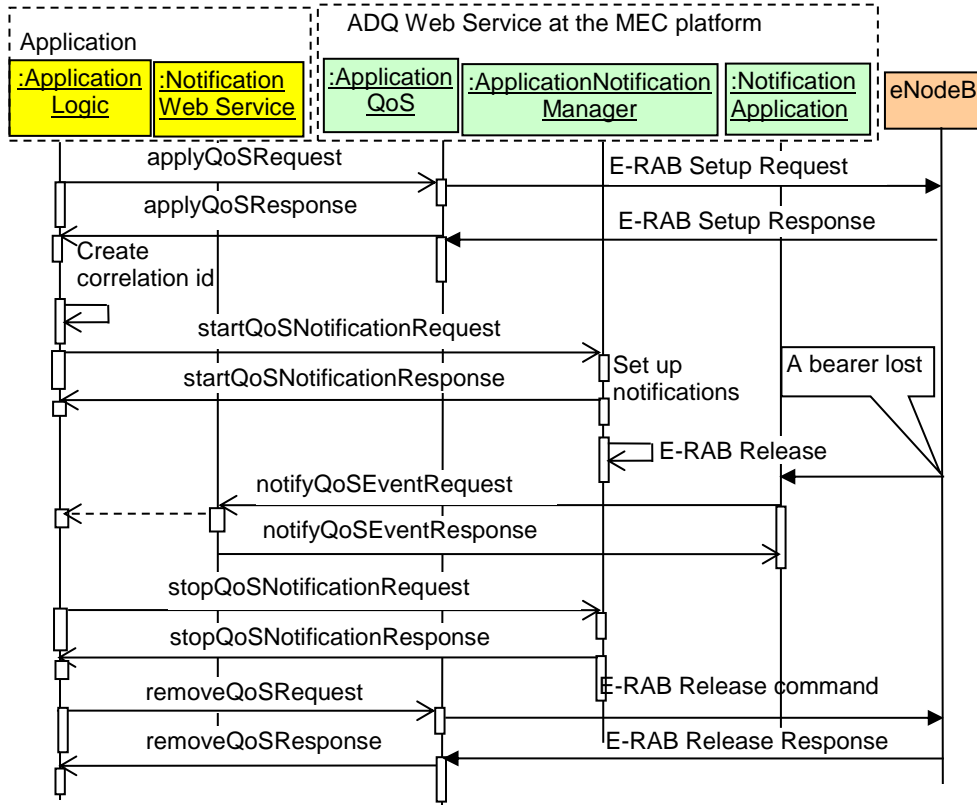 ADQ Web Service at the MEC platform
Application
:Application
Logic
:Notification
Web Service
:Application
QoS
:ApplicationNotification
Manager
:Notification
Application
eNodeB
applyQoSRequest
E-RAB Setup Request
applyQoSResponse
E-RAB Setup Response
Create
correlation id
startQoSNotificationRequest
Set up
notifications
A bearer lost
startQoSNotificationResponse
E-RAB Release
notifyQoSEventRequest
notifyQoSEventResponse
stopQoSNotificationRequest
stopQoSNotificationResponse
removeQoSRequest
E-RAB Release command
removeQoSResponse
E-RAB Release Response